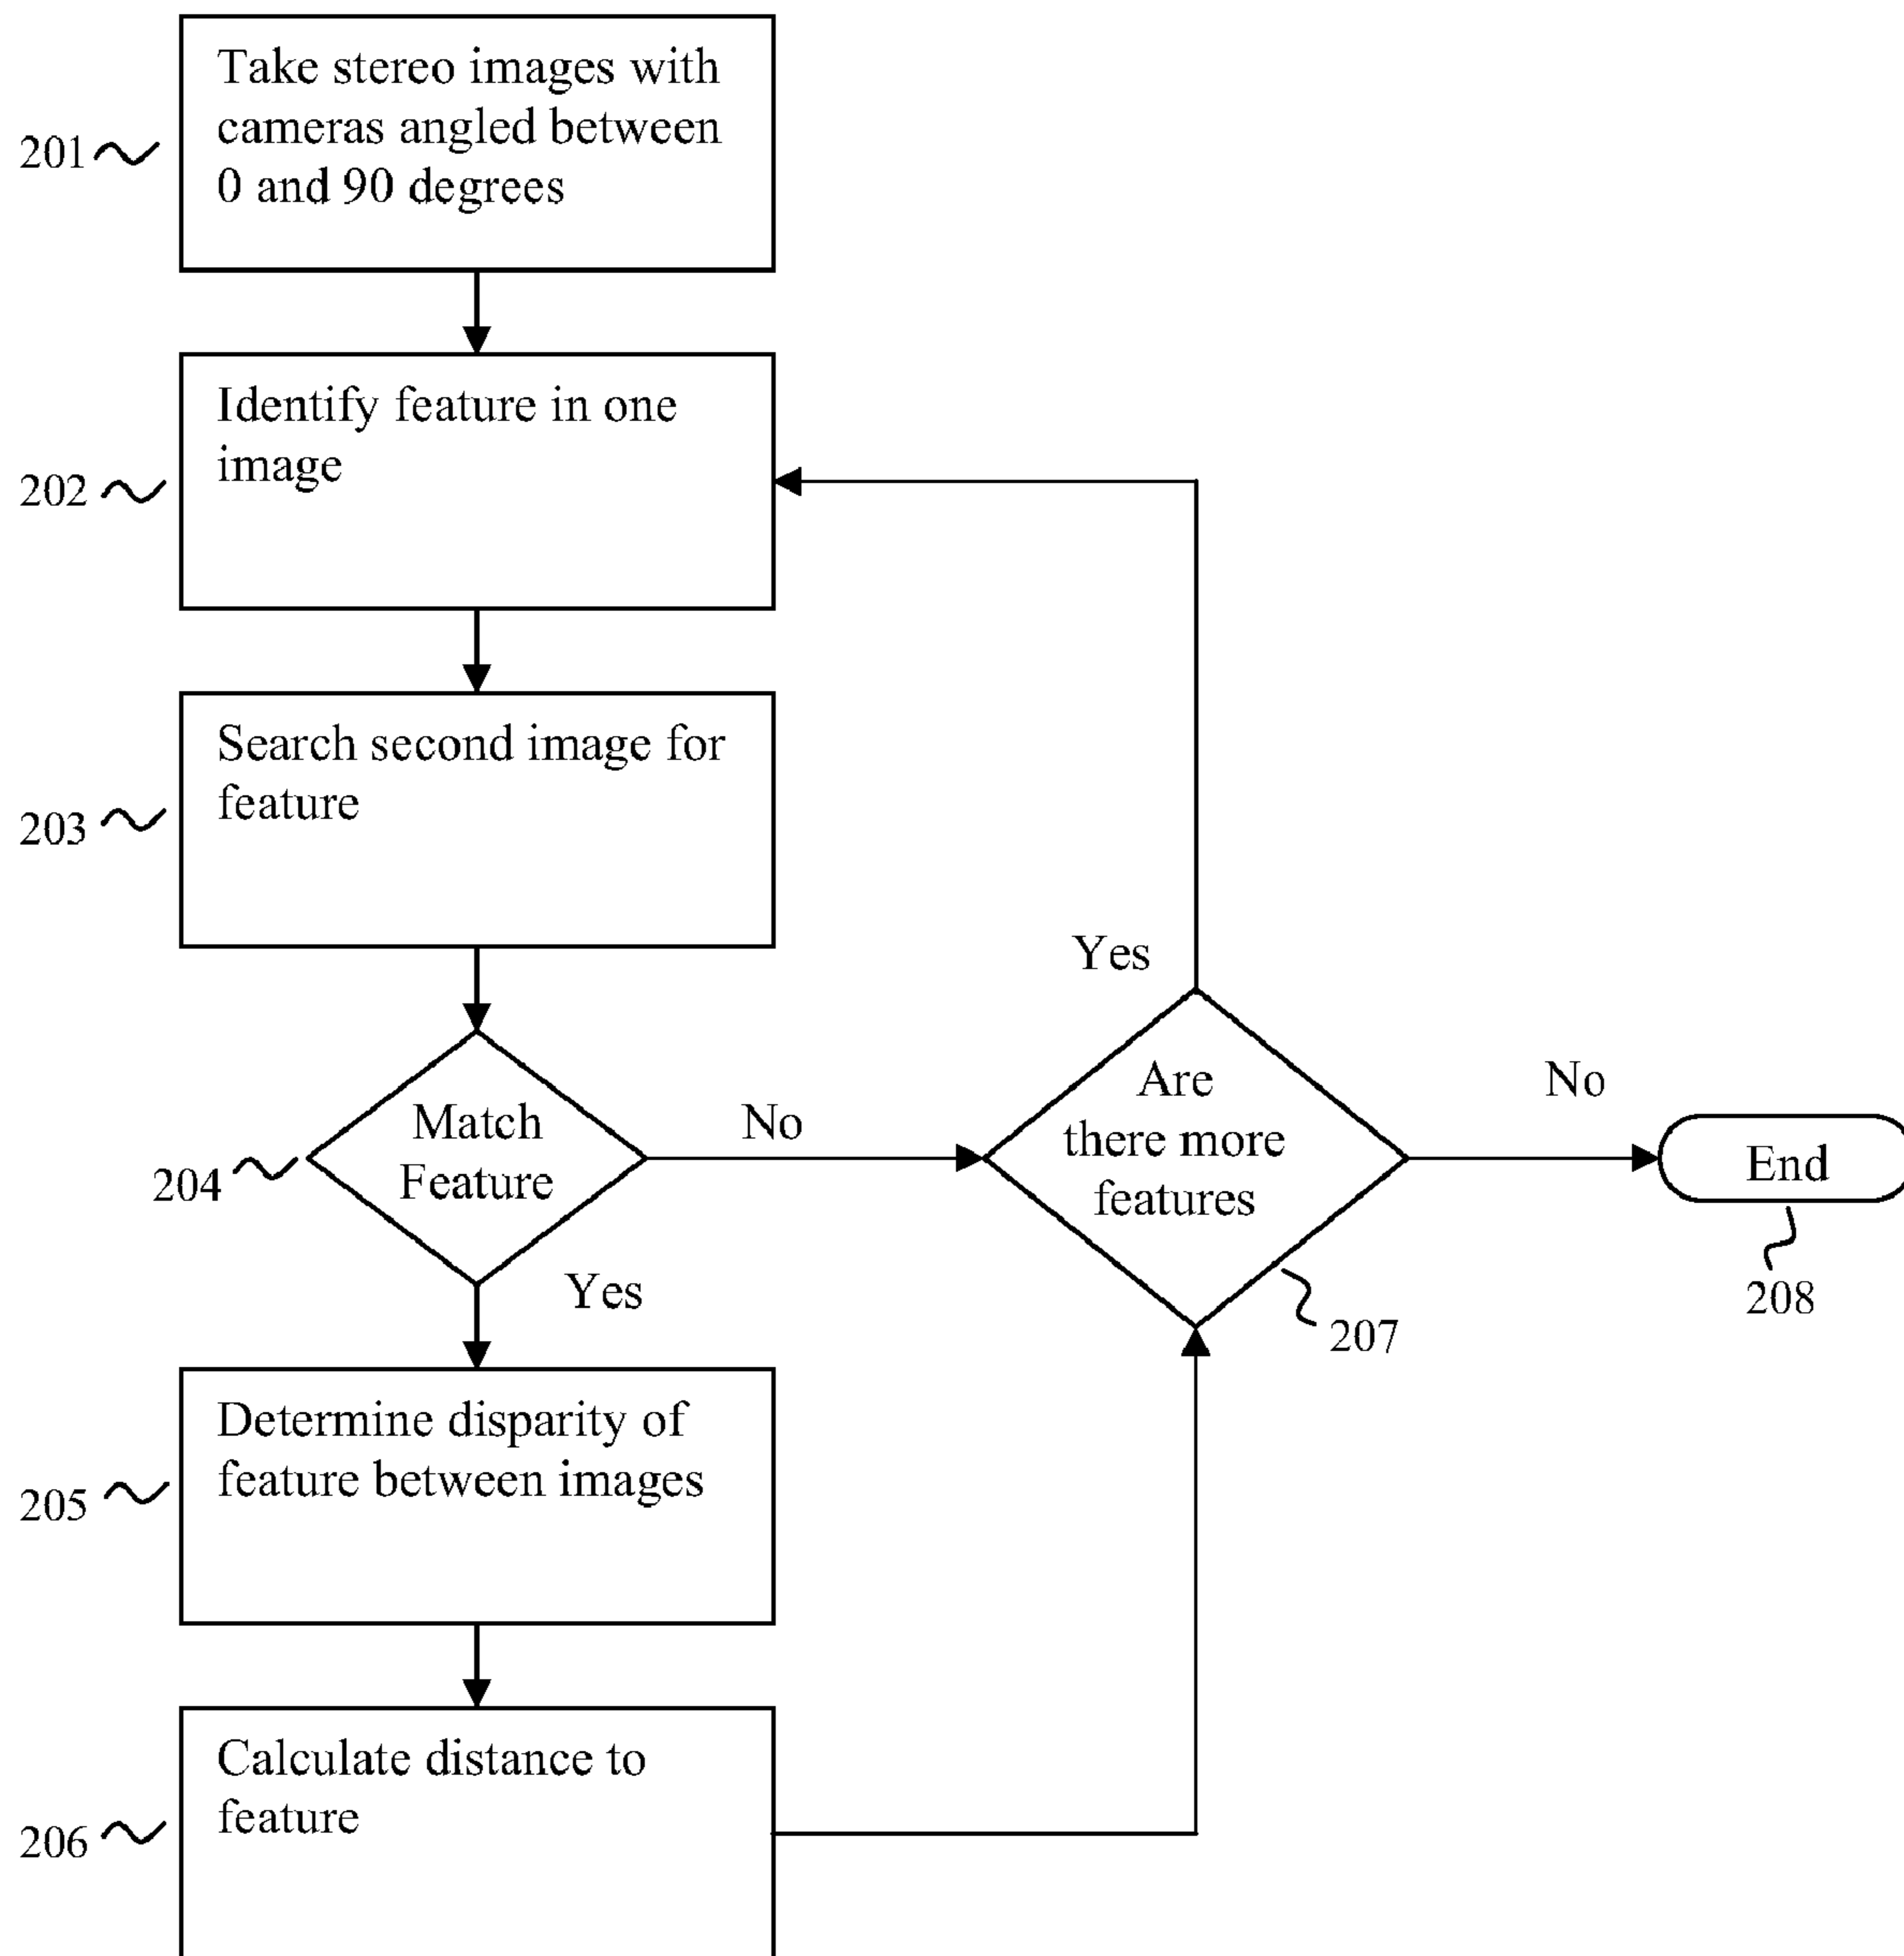 Take stereo images with
cameras angled between
0 and 90 degrees
201
Identify feature in one
image
202
Search second image for
feature
203
Match
Feature
204
No
Yes
Are
there more
features
207
Yes
No
End
208
Determine disparity of
feature between images
205
Calculate distance to
feature
206